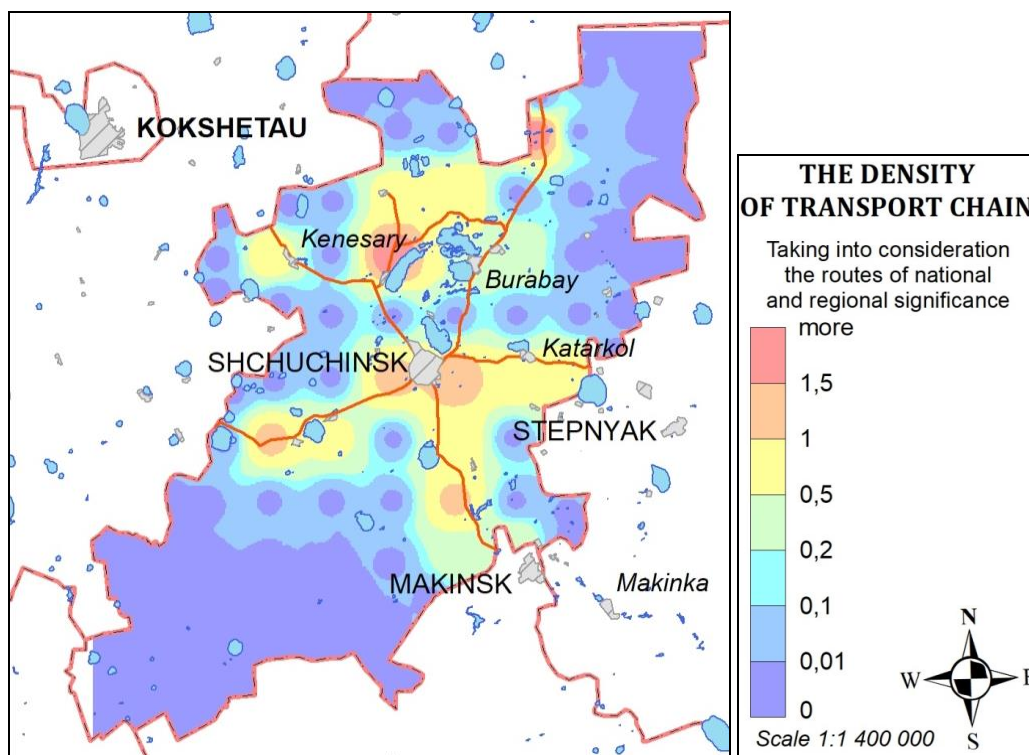 KOKSHETAU
Kenesary
Burabay
SHCHUCHINSK
Katarkol
STEPNYAK
MAKINSK
Makinka
THE DENSITY
OF TRANSPORT CHAIN
Taking into consideration
the routes of national
and regional significance
more
1,5
1
0,5
0,2
0,1
0,01
0
N
W
E
S
Scale 1:1 400 000